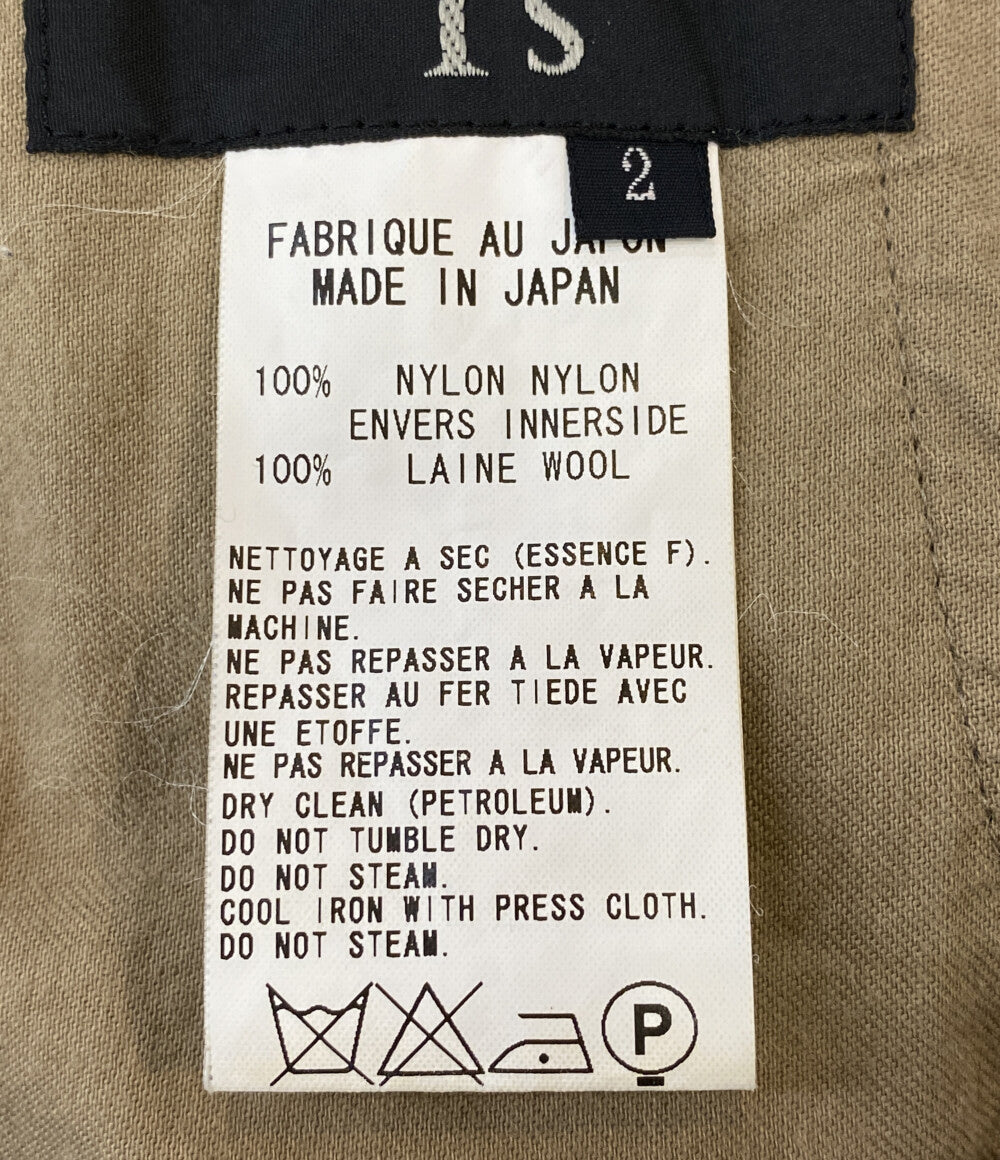 Y's
2
FABRIQUE AU JAPON
MADE IN JAPAN
100% NYLON NYLON
ENVERS INNERSIDE
100% LAINE WOOL
NETTOYAGE A SEC (ESSENCE F).
NE PAS FAIRE SECHER A LA
MACHINE.
NE PAS REPASSER A LA VAPEUR.
REPASSER AU FER TIEDE AVEC
UNE ETOFFE.
NE PAS REPASSER A LA VAPEUR.
DRY CLEAN (PETROLEUM).
DO NOT TUMBLE DRY.
DO NOT STEAM.
COOL IRON WITH PRESS CLOTH.
DO NOT STEAM.
P